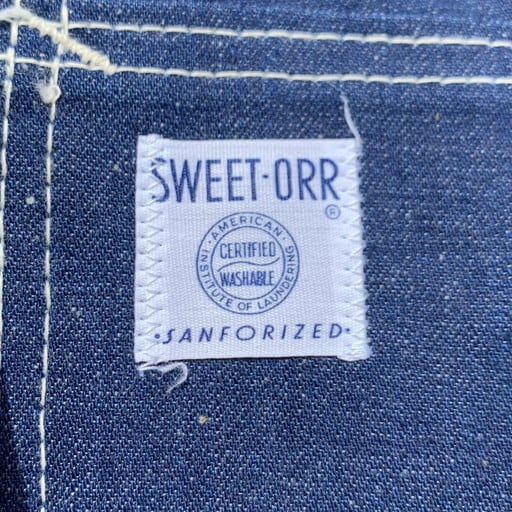 SWEET-ORR
®
AMERICAN INSTITUTE OF LAUNDERING
CERTIFIED
WASHABLE
•SANFORIZED•